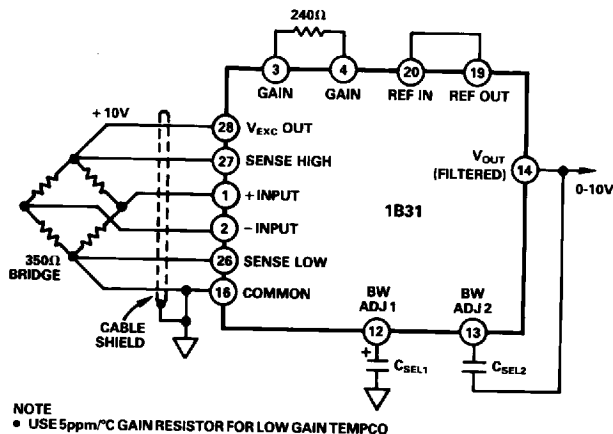 240Ω
3
4
20
19
GAIN
GAIN
REF IN
REF OUT
+10V
28
VEXC OUT
27
SENSE HIGH
1
+INPUT
2
–INPUT
26
SENSE LOW
16
COMMON
350Ω
BRIDGE
CABLE
SHIELD
1B31
VOUT
(FILTERED)
14
0-10V
BW
ADJ 1
BW
ADJ 2
12
13
+
CSEL1
CSEL2
NOTE
• USE 5ppm/°C GAIN RESISTOR FOR LOW GAIN TEMPCO